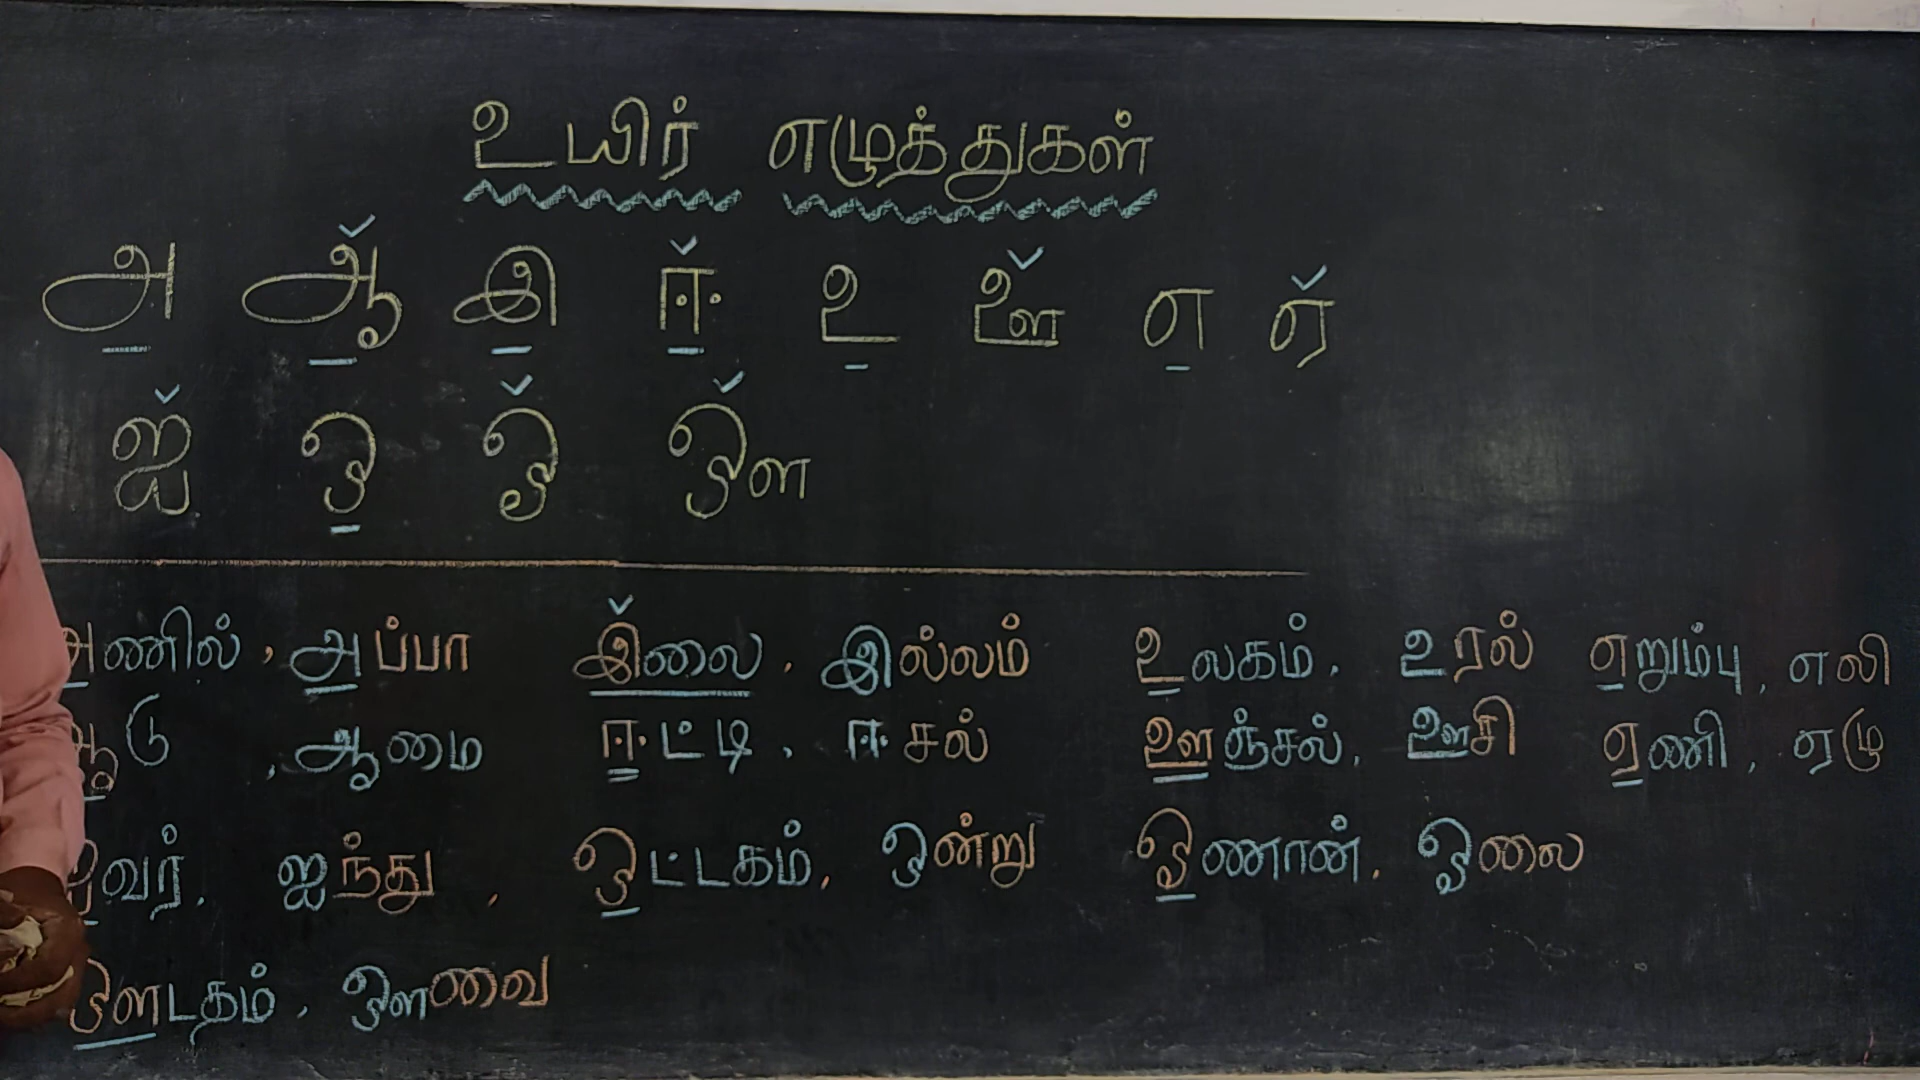 உயிர் எழுத்துகள்
அ ஆ இ ஈ உ ஊ எ ஏ
ஐ ஒ ஓ ஔ
அணில், அப்பா இலை, இல்லம் உலகம், உரல் எறும்பு, எலி
ஆடு, ஆமை ஈட்டி, ஈசல் ஊஞ்சல், ஊசி ஏணி, ஏழு
ஐவர், ஐந்து, ஒட்டகம், ஒன்று ஓணான், ஓலை
ஔடதம், ஔவை